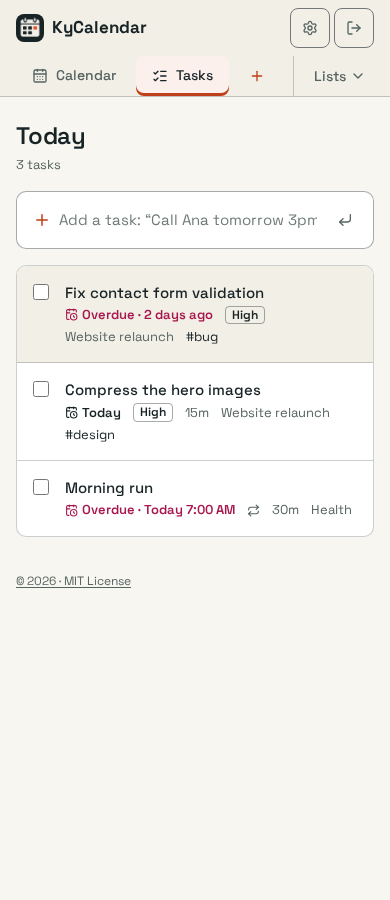 KyCalendar
Calendar
Tasks
Lists
Today
3 tasks
Add a task: “Call Ana tomorrow 3pm
Fix contact form validation
Overdue · 2 days ago High
Website relaunch #bug
Compress the hero images
Today High 15m Website relaunch
#design
Morning run
Overdue · Today 7:00 AM 30m Health
© 2026 · MIT License